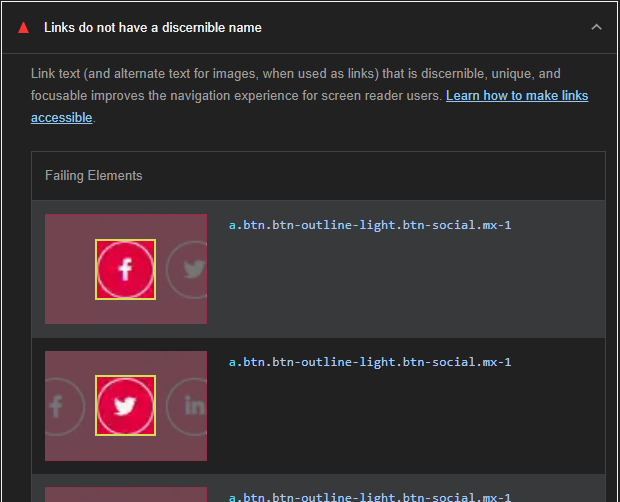 Links do not have a discernible name
Link text (and alternate text for images, when used as links) that is discernible, unique, and
focusable improves the navigation experience for screen reader users. Learn how to make links
accessible.
Failing Elements
a.btn.btn-outline-light.btn-social.mx-1
a.btn.btn-outline-light.btn-social.mx-1
in
a.btn.btn-outline-light.btn-social.mx-1